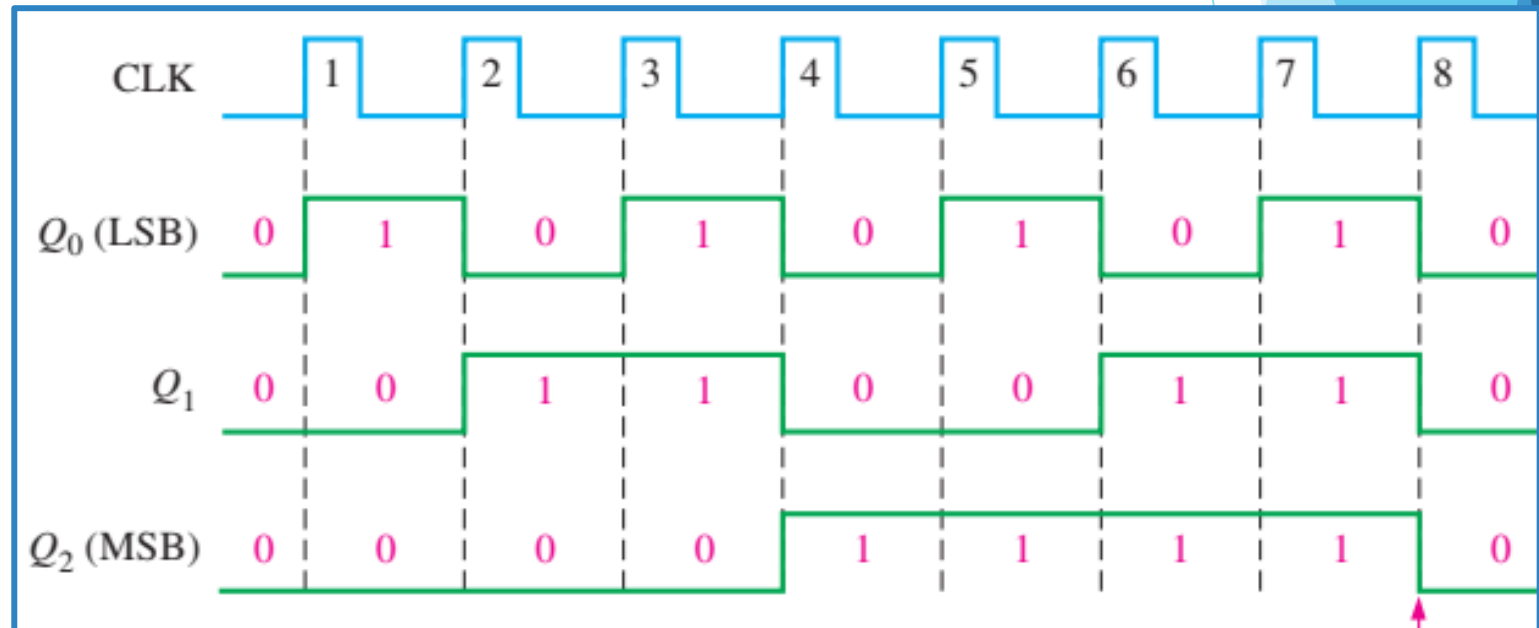 CLK 1 2 3 4 5 6 7 8
Q0 (LSB) 0 1 0 1 0 1 0 1 0
Q1 0 0 1 1 0 0 1 1 0
Q2 (MSB) 0 0 0 0 1 1 1 1 0